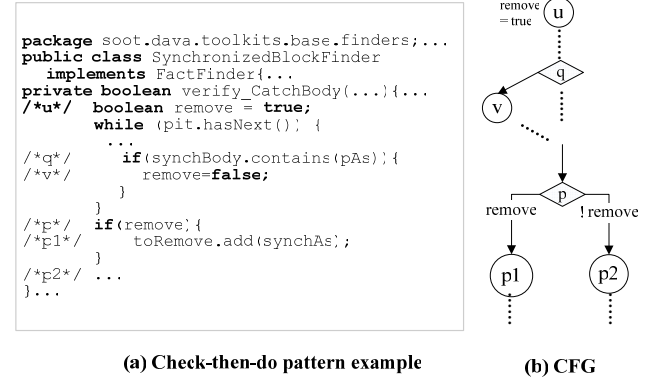 package soot.dava.toolkits.base.finders;...
public class SynchronizedBlockFinder
implements FactFinder{...
private boolean verify_CatchBody(...){...
/*u*/ boolean remove = true;
while (pit.hasNext()) {
...
/*q*/ if(synchBody.contains(pAs)){
/*v*/ remove=false;
}
}
/*p*/ if(remove){
/*p1*/ toRemove.add(synchAs);
}
/*p2*/ ...
}...
(a) Check-then-do pattern example
remove
= true
u
q
v
p
remove
!remove
p1
p2
(b) CFG